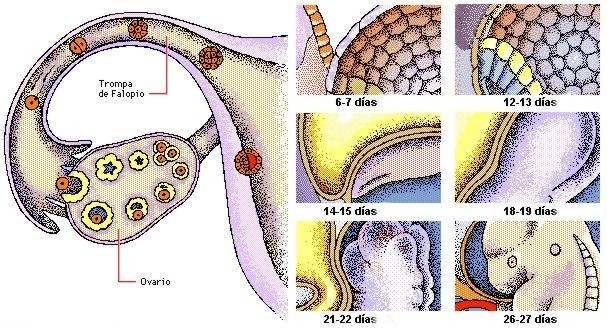 Trompa
de Falopio
Ovario
6-7 días
12-13 días
14-15 días
18-19 días
21-22 días
26-27 días